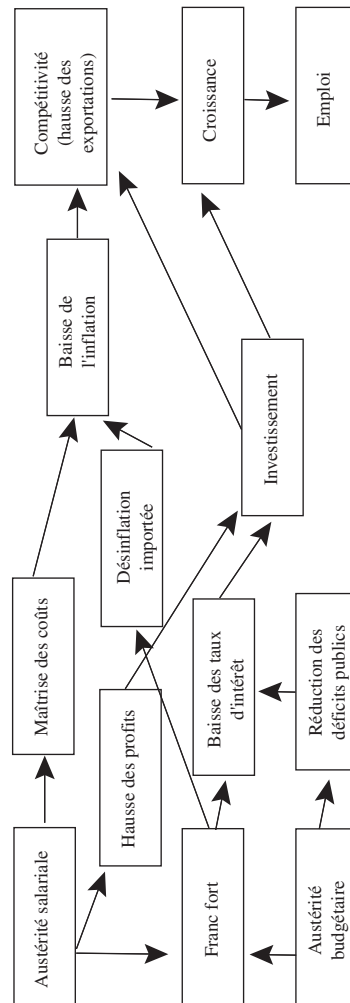 Austérité salariale
Maîtrise des coûts
Baisse de
l'inflation
Compétitivité
(hausse des
exportations)
Hausse des profits
Désinflation
importée
Croissance
Franc fort
Baisse des taux
d'intérêt
Investissement
Emploi
Austérité
budgétaire
Réduction des
déficits publics